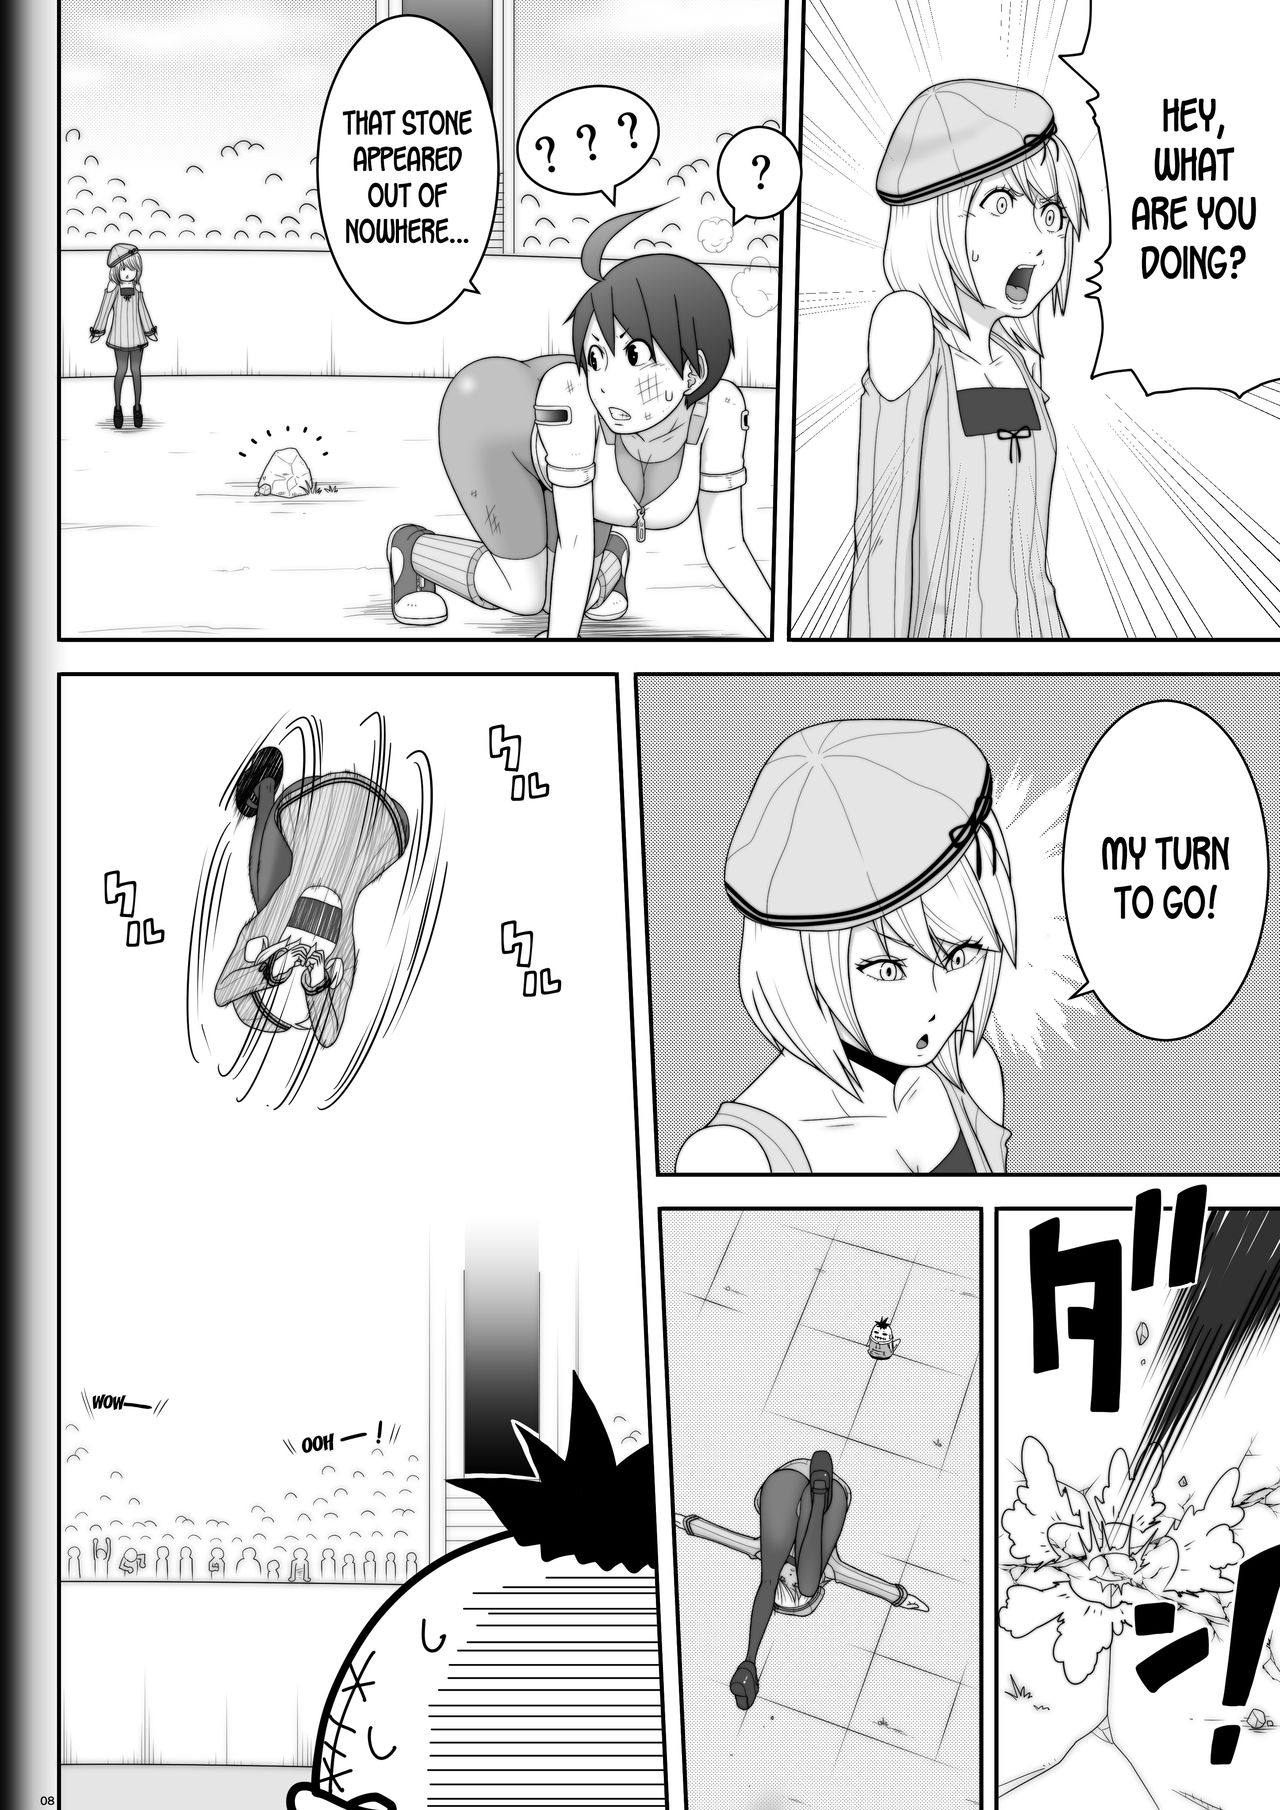 HEY,
WHAT
ARE YOU
DOING?
?
? ? ?
THAT STONE
APPEARED
OUT OF
NOWHERE...
MY TURN
TO GO!
クル
クル
クル
WOW—
OOH—!
ダンッ!
08